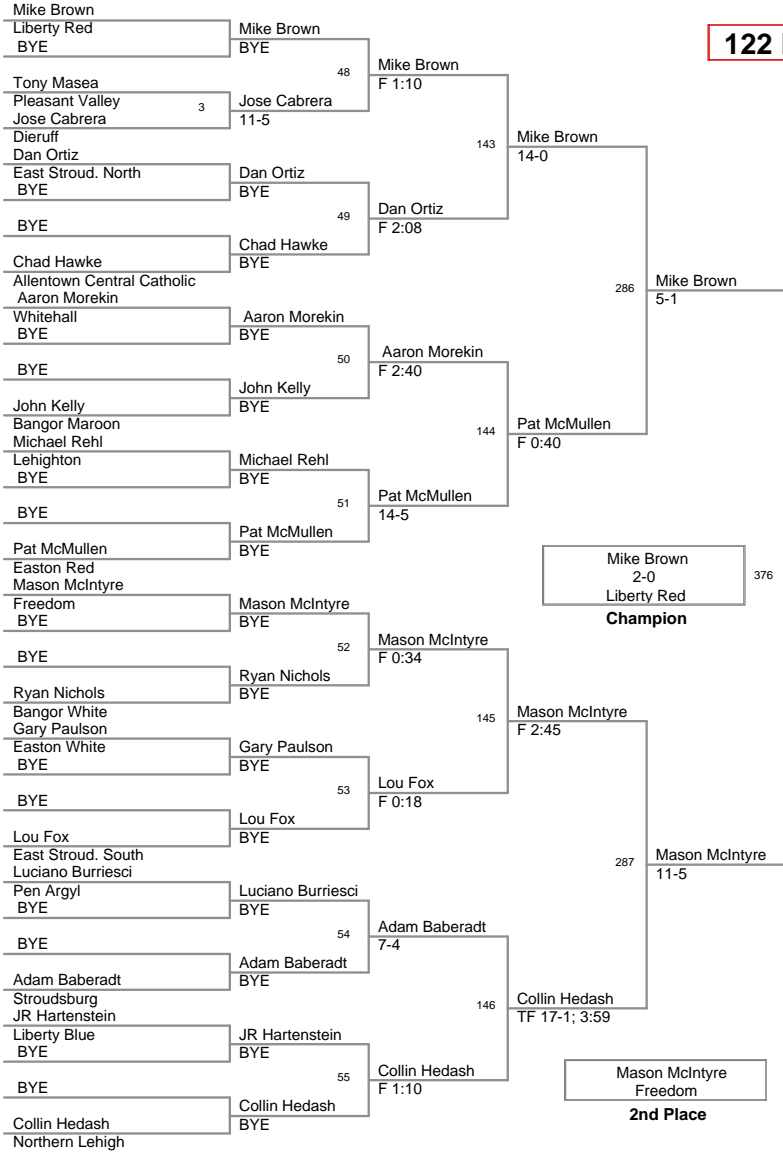 Mike Brown
Liberty Red
BYE
Tony Masea
Pleasant Valley
Jose Cabrera
Dieruff
Dan Ortiz
East Stroud. North
BYE
BYE
Chad Hawke
Allentown Central Catholic
Aaron Morekin
Whitehall
BYE
BYE
John Kelly
Bangor Maroon
Michael Rehl
Lehighton
BYE
BYE
Pat McMullen
Easton Red
Mason McIntyre
Freedom
BYE
BYE
Ryan Nichols
Bangor White
Gary Paulson
Easton White
BYE
BYE
Lou Fox
East Stroud. South
Luciano Burriesci
Pen Argyl
BYE
BYE
Adam Baberadt
Stroudsburg
JR Hartenstein
Liberty Blue
BYE
BYE
Collin Hedash
Northern Lehigh
3
Mike Brown
BYE
Jose Cabrera
11-5
Dan Ortiz
BYE
Chad Hawke
BYE
Aaron Morekin
BYE
John Kelly
BYE
Michael Rehl
BYE
Pat McMullen
BYE
Mason McIntyre
BYE
Ryan Nichols
BYE
Gary Paulson
BYE
Lou Fox
BYE
Luciano Burriesci
BYE
Adam Baberadt
BYE
JR Hartenstein
BYE
Collin Hedash
BYE
48
49
50
51
52
53
54
55
Mike Brown
F 1:10
Dan Ortiz
F 2:08
Aaron Morekin
F 2:40
Pat McMullen
14-5
Mason McIntyre
F 0:34
Lou Fox
F 0:18
Adam Baberadt
7-4
Collin Hedash
F 1:10
143
144
145
146
Mike Brown
14-0
Pat McMullen
F 0:40
Mason McIntyre
F 2:45
Collin Hedash
TF 17-1; 3:59
286
287
Mike Brown
5-1
Mason McIntyre
11-5
122
Mike Brown
2-0
Liberty Red
376
Champion
Mason McIntyre
Freedom
2nd Place